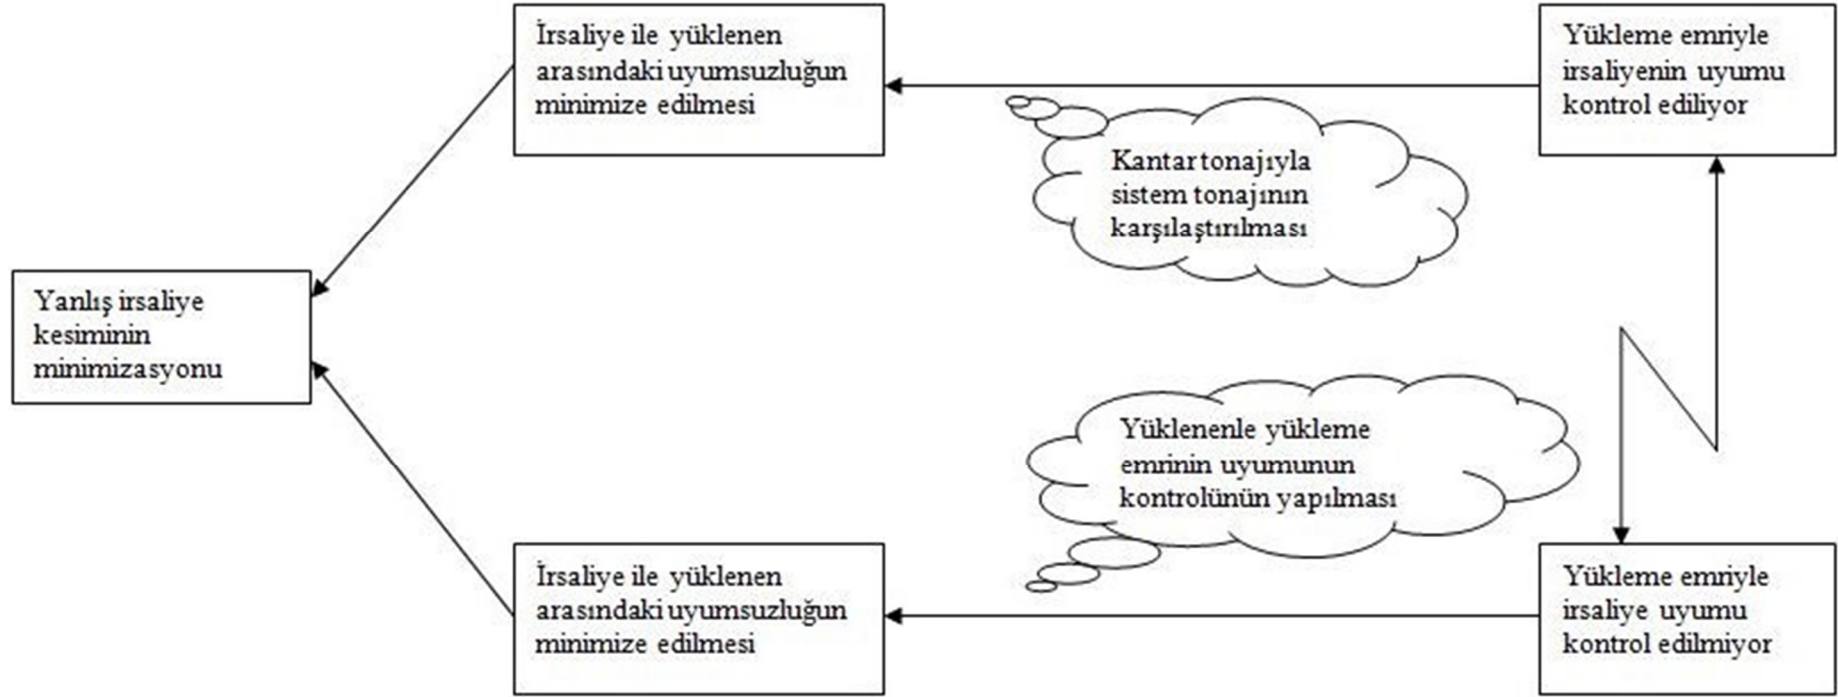 İrsaliye ile yüklenen
arasındaki uyumsuzluğun
minimize edilmesi
Yükleme emriyle
irsaliyenin uyumu
kontrol ediliyor
Kantar tonajıyla
sistem tonajının
karşılaştırılması
Yanlış irsaliye
kesiminin
minimizasyonu
Yüklenenle yükleme
emrinin uyumunun
kontrolünün yapılması
İrsaliye ile yüklenen
arasındaki uyumsuzluğun
minimize edilmesi
Yükleme emriyle
irsaliye uyumu
kontrol edilmiyor